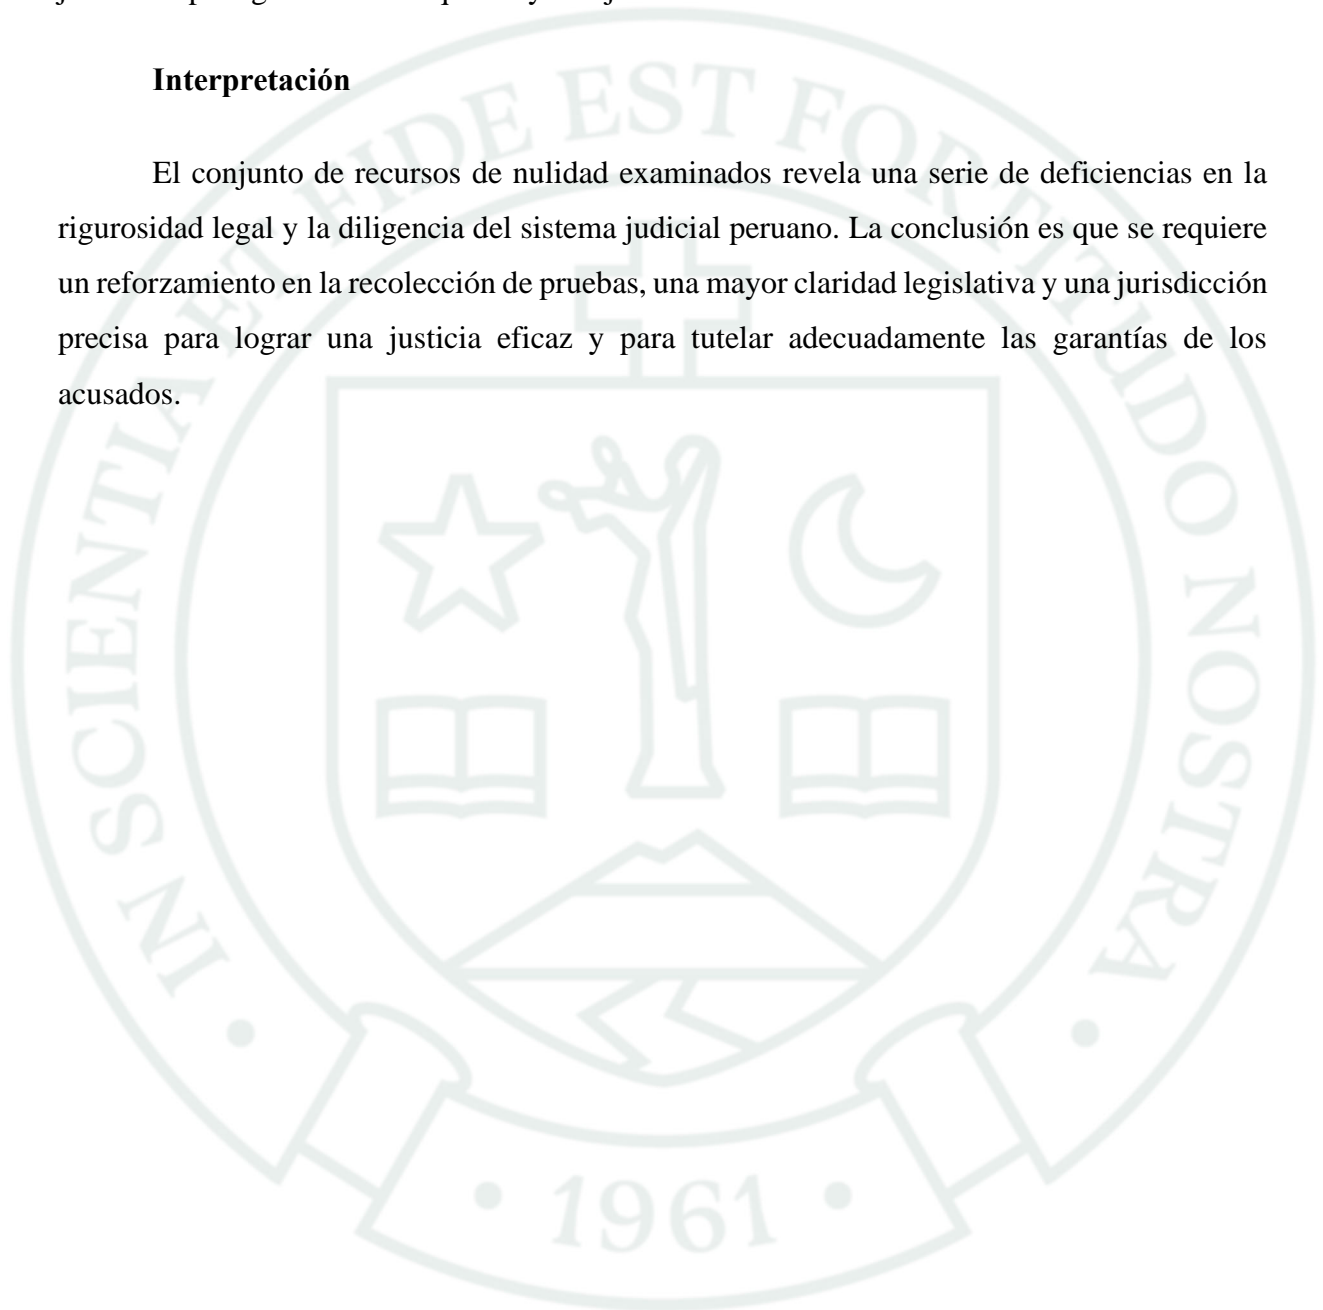 Interpretación
El conjunto de recursos de nulidad examinados revela una serie de deficiencias en la
rigurosidad legal y la diligencia del sistema judicial peruano. La conclusión es que se requiere
un reforzamiento en la recolección de pruebas, una mayor claridad legislativa y una jurisdicción
precisa para lograr una justicia eficaz y para tutelar adecuadamente las garantías de los
acusados.
IN SCIENTIA ET FIDE EST FORTITUDO NOSTRA
• 1961 •